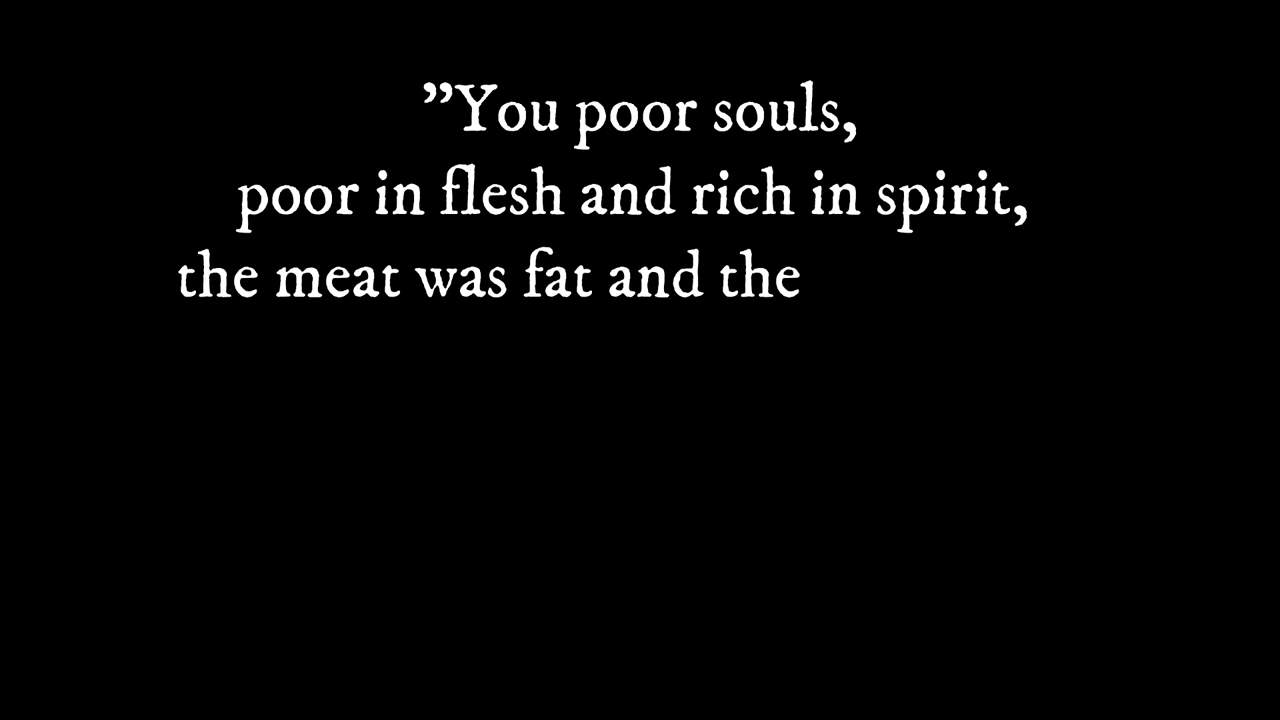 ”You poor souls,
poor in flesh and rich in spirit,
the meat was fat and the